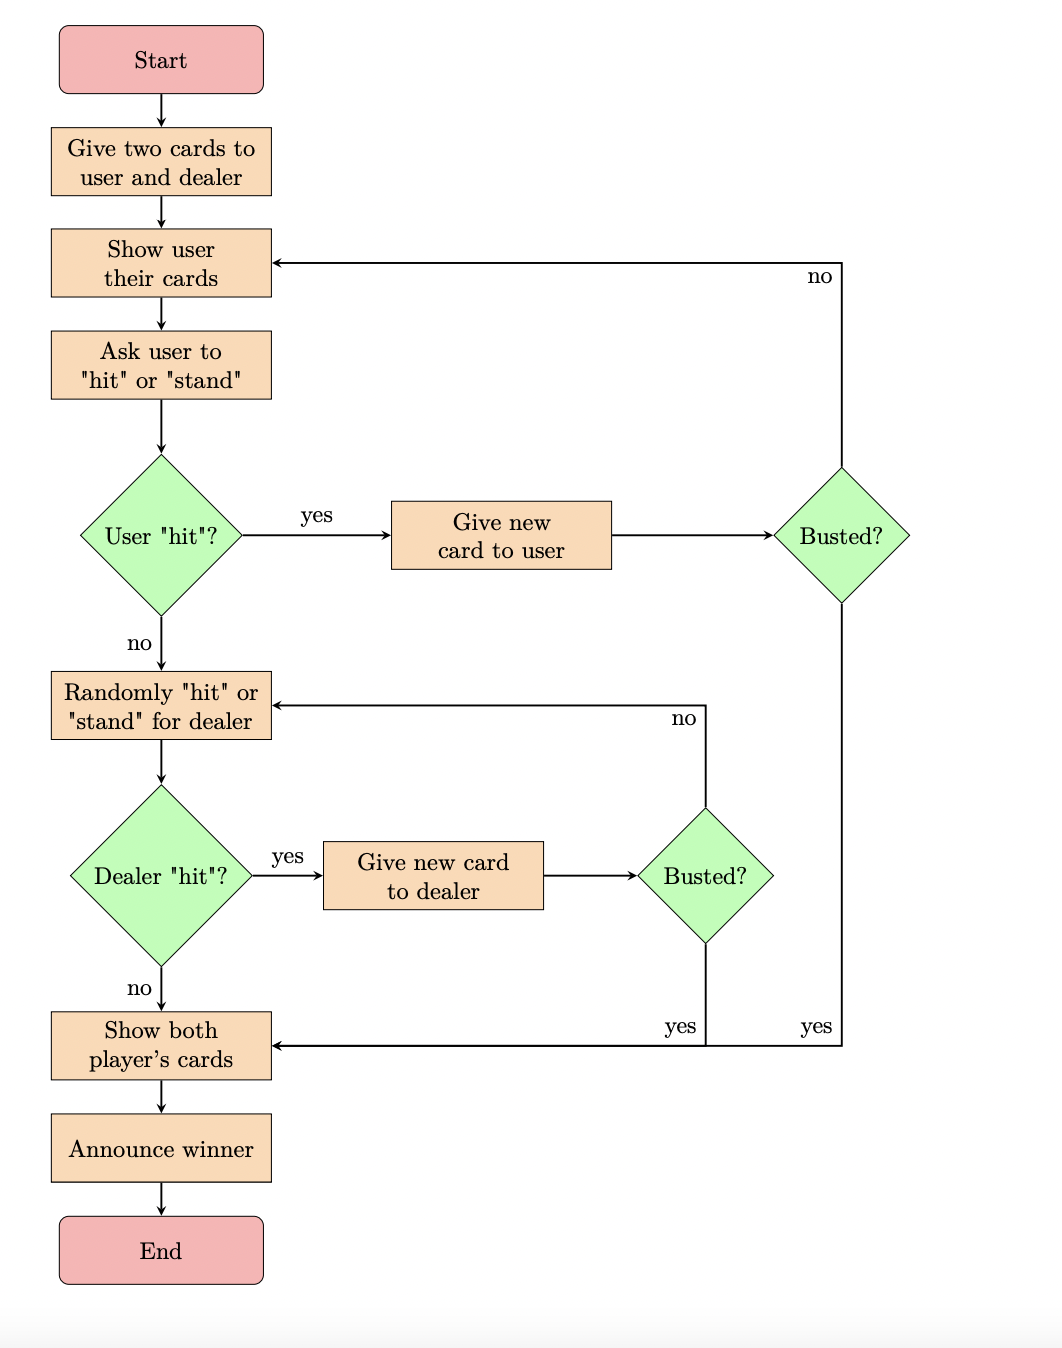 Start
Give two cards to
user and dealer
Show user
their cards
no
Ask user to
"hit" or "stand"
User "hit"?
yes
Give new
card to user
Busted?
no
Randomly "hit" or
"stand" for dealer
no
Dealer "hit"?
yes
Give new card
to dealer
Busted?
no
Show both
player's cards
yes
yes
Announce winner
End